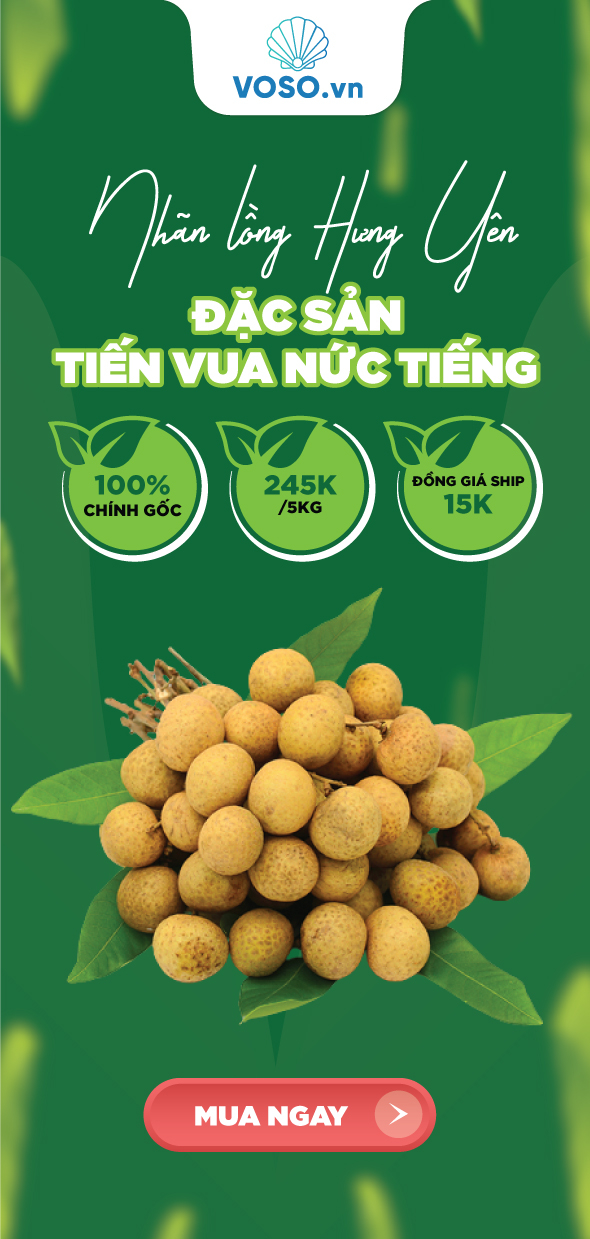 VOSO.vn
Nhãn lồng Hưng Yên
ĐẶC SẢN
TIẾN VUA NỨC TIẾNG
100%
CHÍNH GỐC
245K
/5KG
ĐỒNG GIÁ SHIP
15K
MUA NGAY